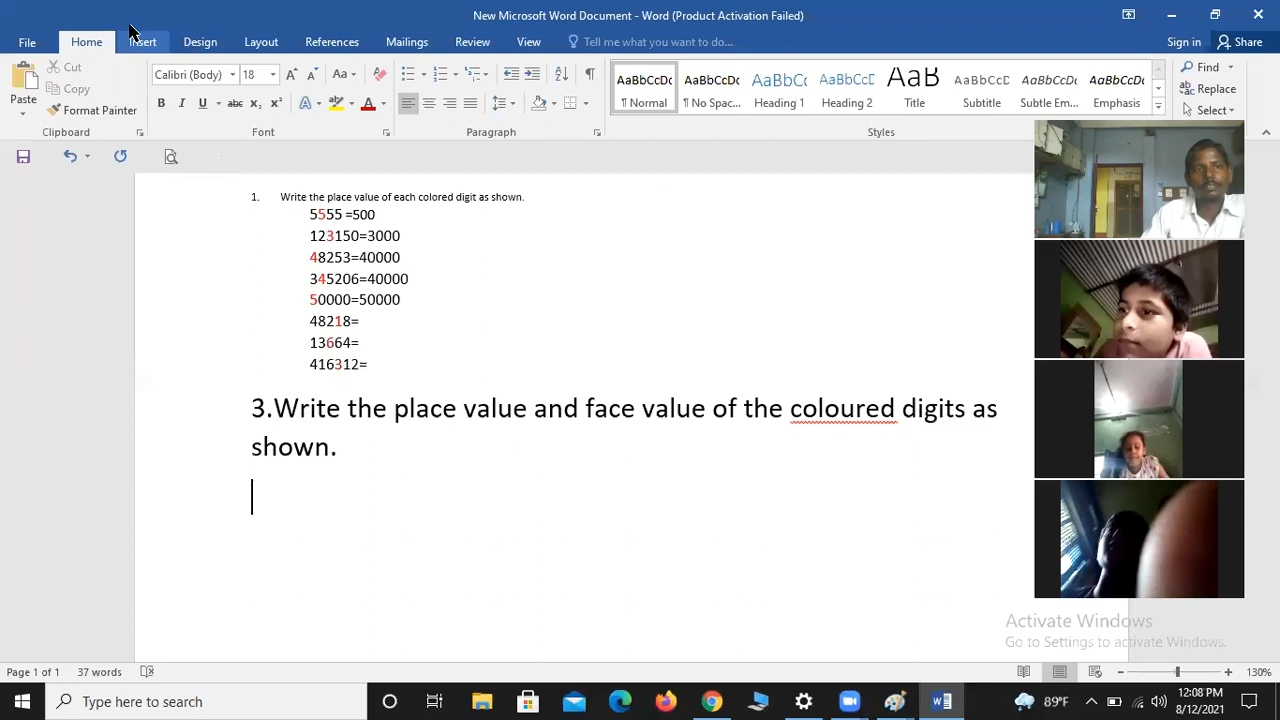 New Microsoft Word Document - Word (Product Activation Failed)
File Home Insert Design Layout References Mailings Review View Tell me what you want to do... Sign in Share
Paste Cut Copy Format Painter Clipboard
Calibri (Body) 18 Font
Paragraph
AaBbCcDc ¶ Normal
AaBbCcDc ¶ No Spac...
AaBbCc Heading
AaBbCcD Heading 2
AaB Title
AaBbCcD Subtitle
AaBbCcDt Subtle Em...
AaBbCcDt Emphasis
Styles
Find Replace Select
1. Write the place value of each colored digit as shown.
5555 =500
123150=3000
48253=40000
345206=40000
50000=50000
48218=
13664=
416312=
3.Write the place value and face value of the coloured digits as
shown.
Activate Windows
Go to Settings to activate Windows.
Page 1 of 1 37 words 130%
Type here to search 89°F 12:08 PM
8/12/2021